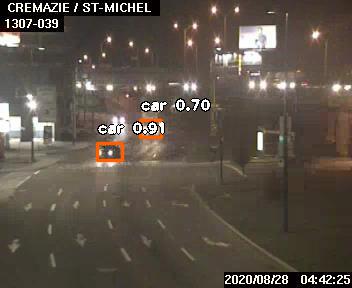 CREMAZIE / ST-MICHEL
1307-039
car 0.70
car 0.91
2020/08/28 04:42:25